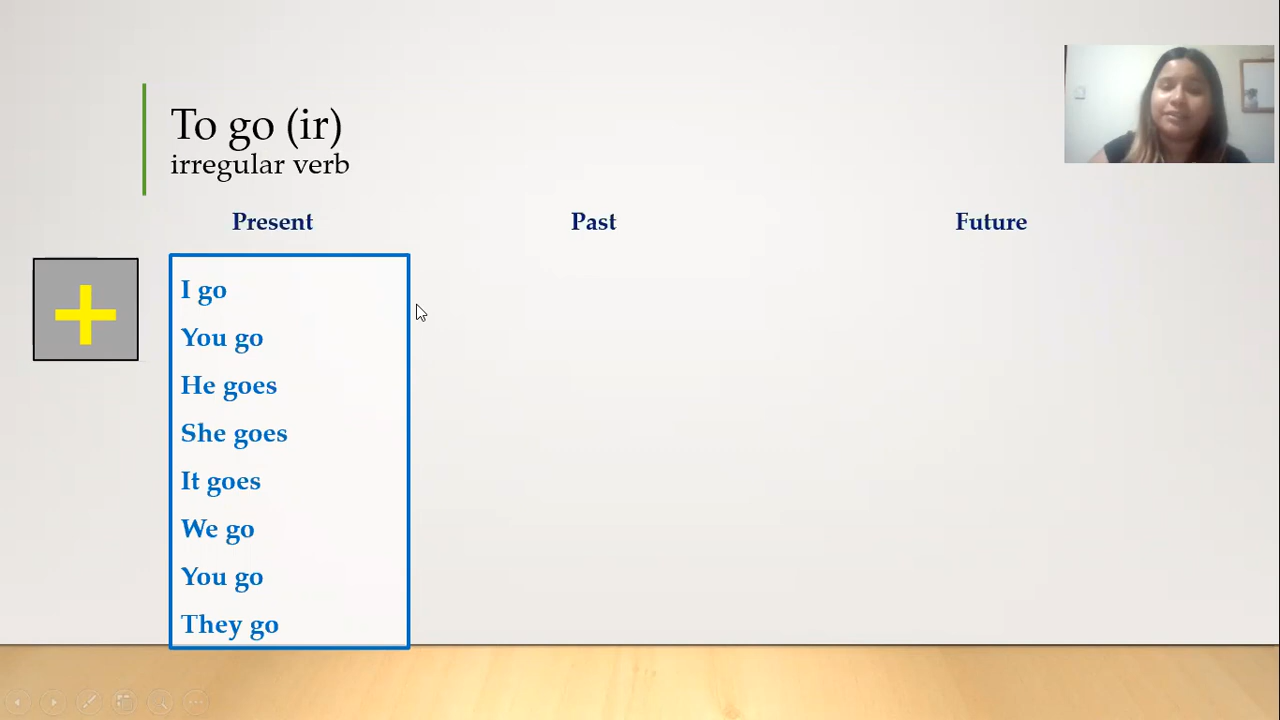 To go (ir)
irregular verb
Present
Past
Future
I go
You go
He goes
She goes
It goes
We go
You go
They go